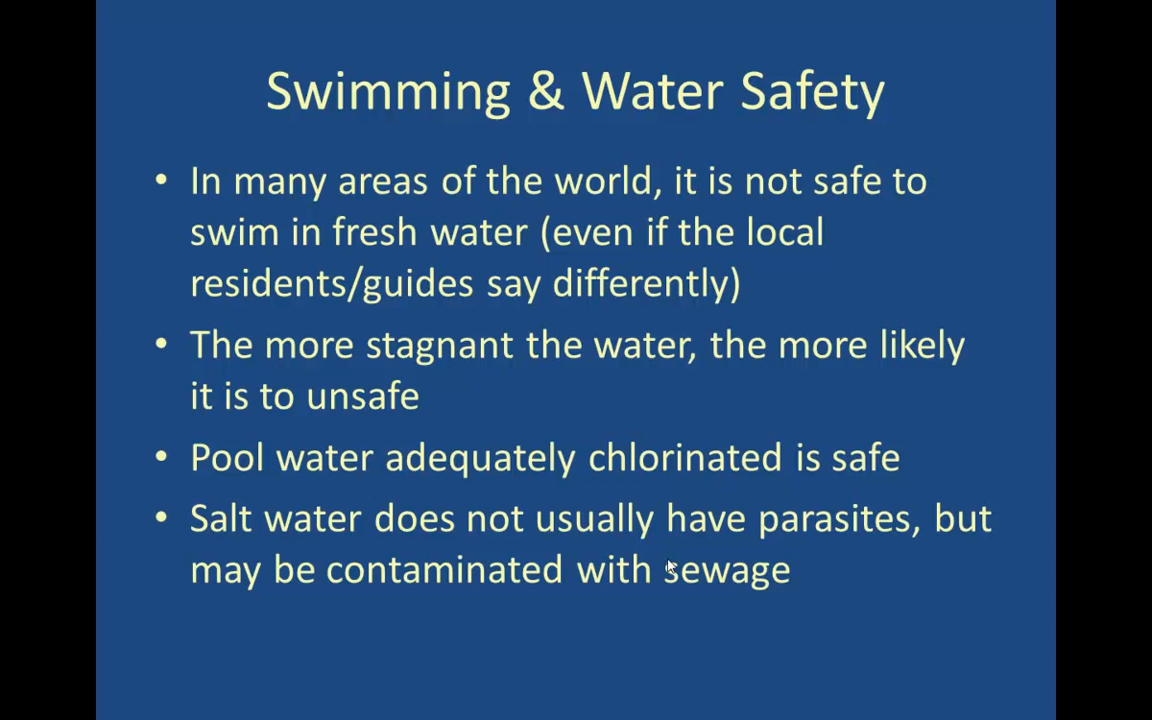 Swimming & Water Safety
• In many areas of the world, it is not safe to
swim in fresh water (even if the local
residents/guides say differently)
• The more stagnant the water, the more likely
it is to unsafe
• Pool water adequately chlorinated is safe
• Salt water does not usually have parasites, but
may be contaminated with sewage